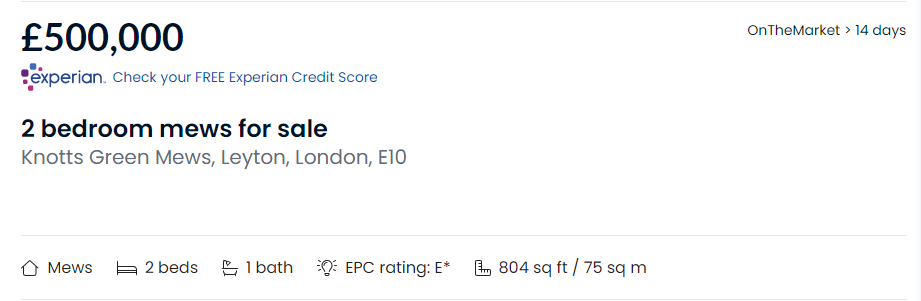 £500,000
OnTheMarket > 14 days
experian. Check your FREE Experian Credit Score
2 bedroom mews for sale
Knotts Green Mews, Leyton, London, E10
Mews 2 beds 1 bath EPC rating: E* 804 sq ft / 75 sq m